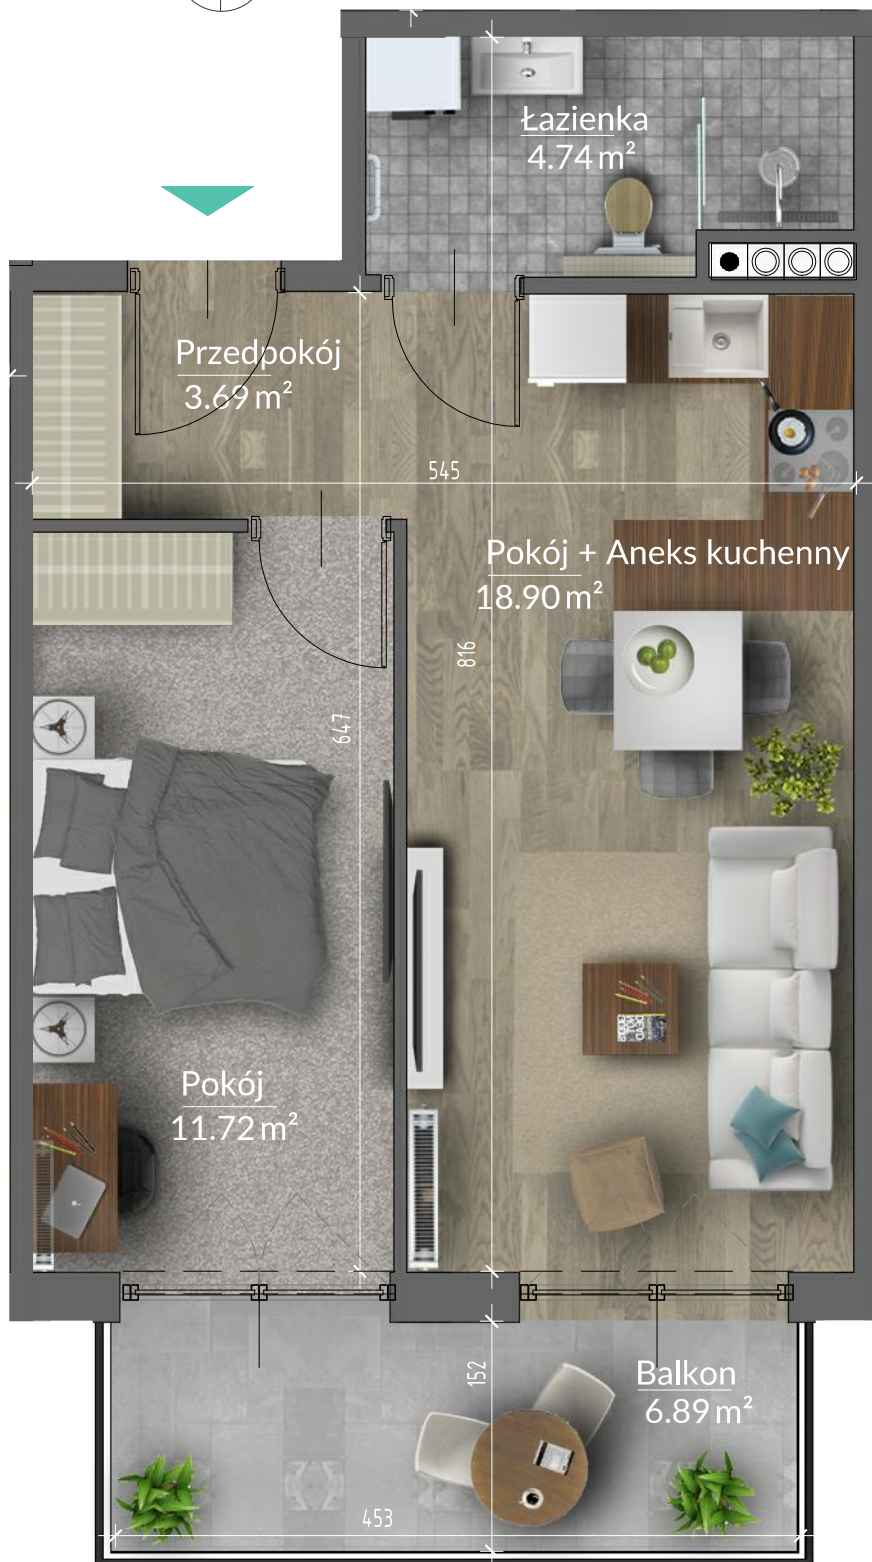 Łazienka
4.74 m²
Przedpokój
3.69 m²
545
Pokój + Aneks kuchenny
18.90 m²
816
647
Pokój
11.72 m²
152
Balkon
6.89 m²
453